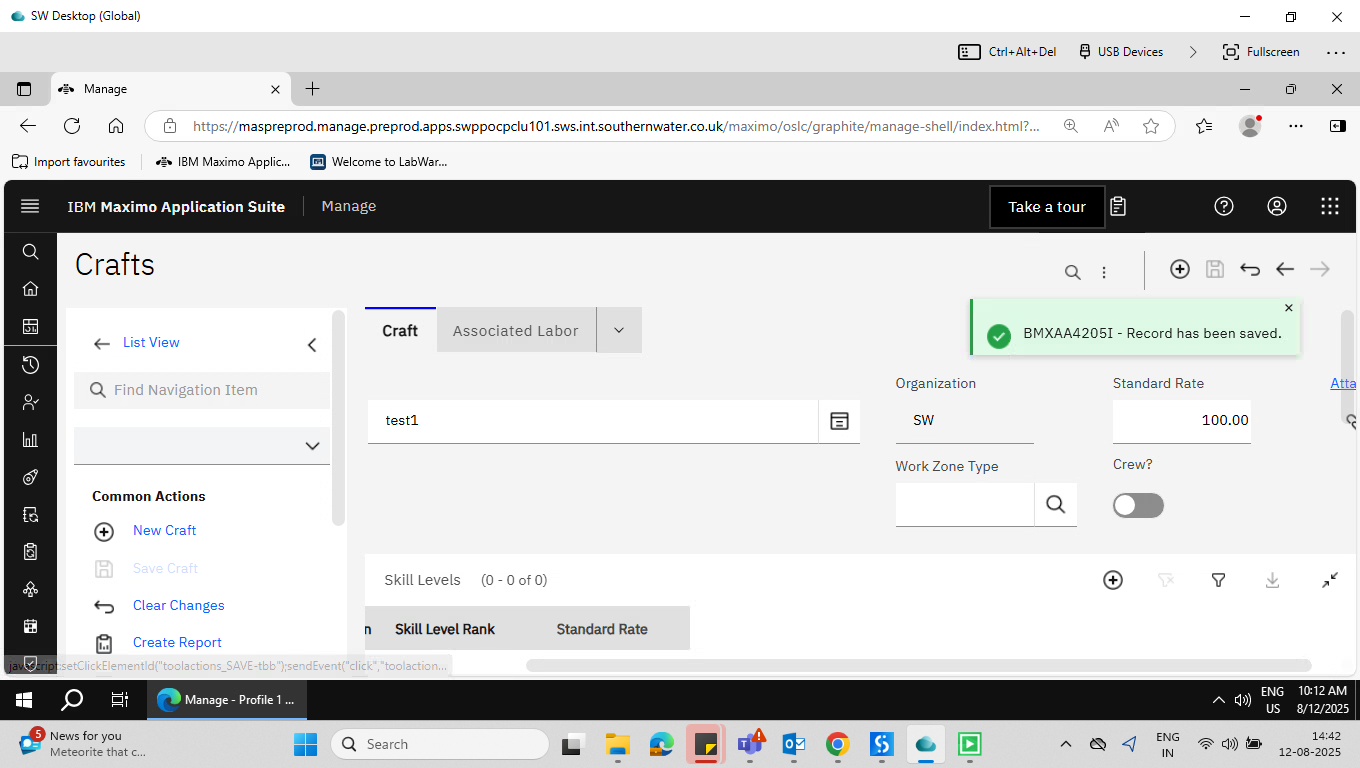 SW Desktop (Global)
Ctrl+Alt+Del
USB Devices
Fullscreen
Manage
https://maspreprod.manage.preprod.apps.swppocpclu101.sws.int.southernwater.co.uk/maximo/oslc/graphite/manage-shell/index.html?...
Import favourites
IBM Maximo Applic...
Welcome to LabWar...
IBM Maximo Application Suite
Manage
Take a tour
Crafts
List View
Find Navigation Item
Common Actions
New Craft
Save Craft
Clear Changes
Create Report
Craft
Associated Labor
BMXAA4205I - Record has been saved.
Organization
Standard Rate
Atta
test1
SW
100.00
Work Zone Type
Crew?
Skill Levels
(0 - 0 of 0)
n
Skill Level Rank
Standard Rate
javascript:setClickElementId("toolactions_SAVE-tbb");sendEvent("click","toolaction...
Manage - Profile 1 ...
ENG
US
10:12 AM
8/12/2025
5
News for you
Meteorite that c...
Search
ENG
IN
14:42
12-08-2025